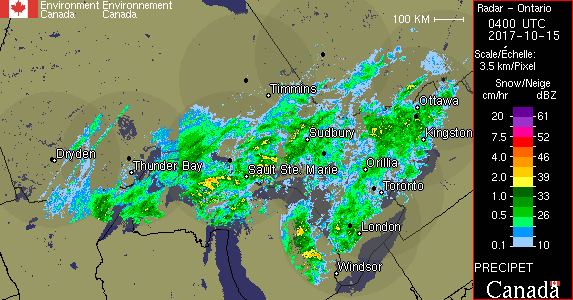 Environment Environnement
Canada Canada
100 KM
Timmins
Ottawa
Sudbury
Kingston
Dryden
Thunder Bay
Sault Ste. Marie
Orillia
Toronto
London
Windsor
Radar - Ontario
0400 UTC
2017-10-15
Scale/Échelle:
3.5 km/Pixel
Snow/Neige
cm/hr dBZ
20 61
7.5 52
4.0 46
2.0 39
1.0 33
0.5 26
0.1 10
PRECIPET
Canada